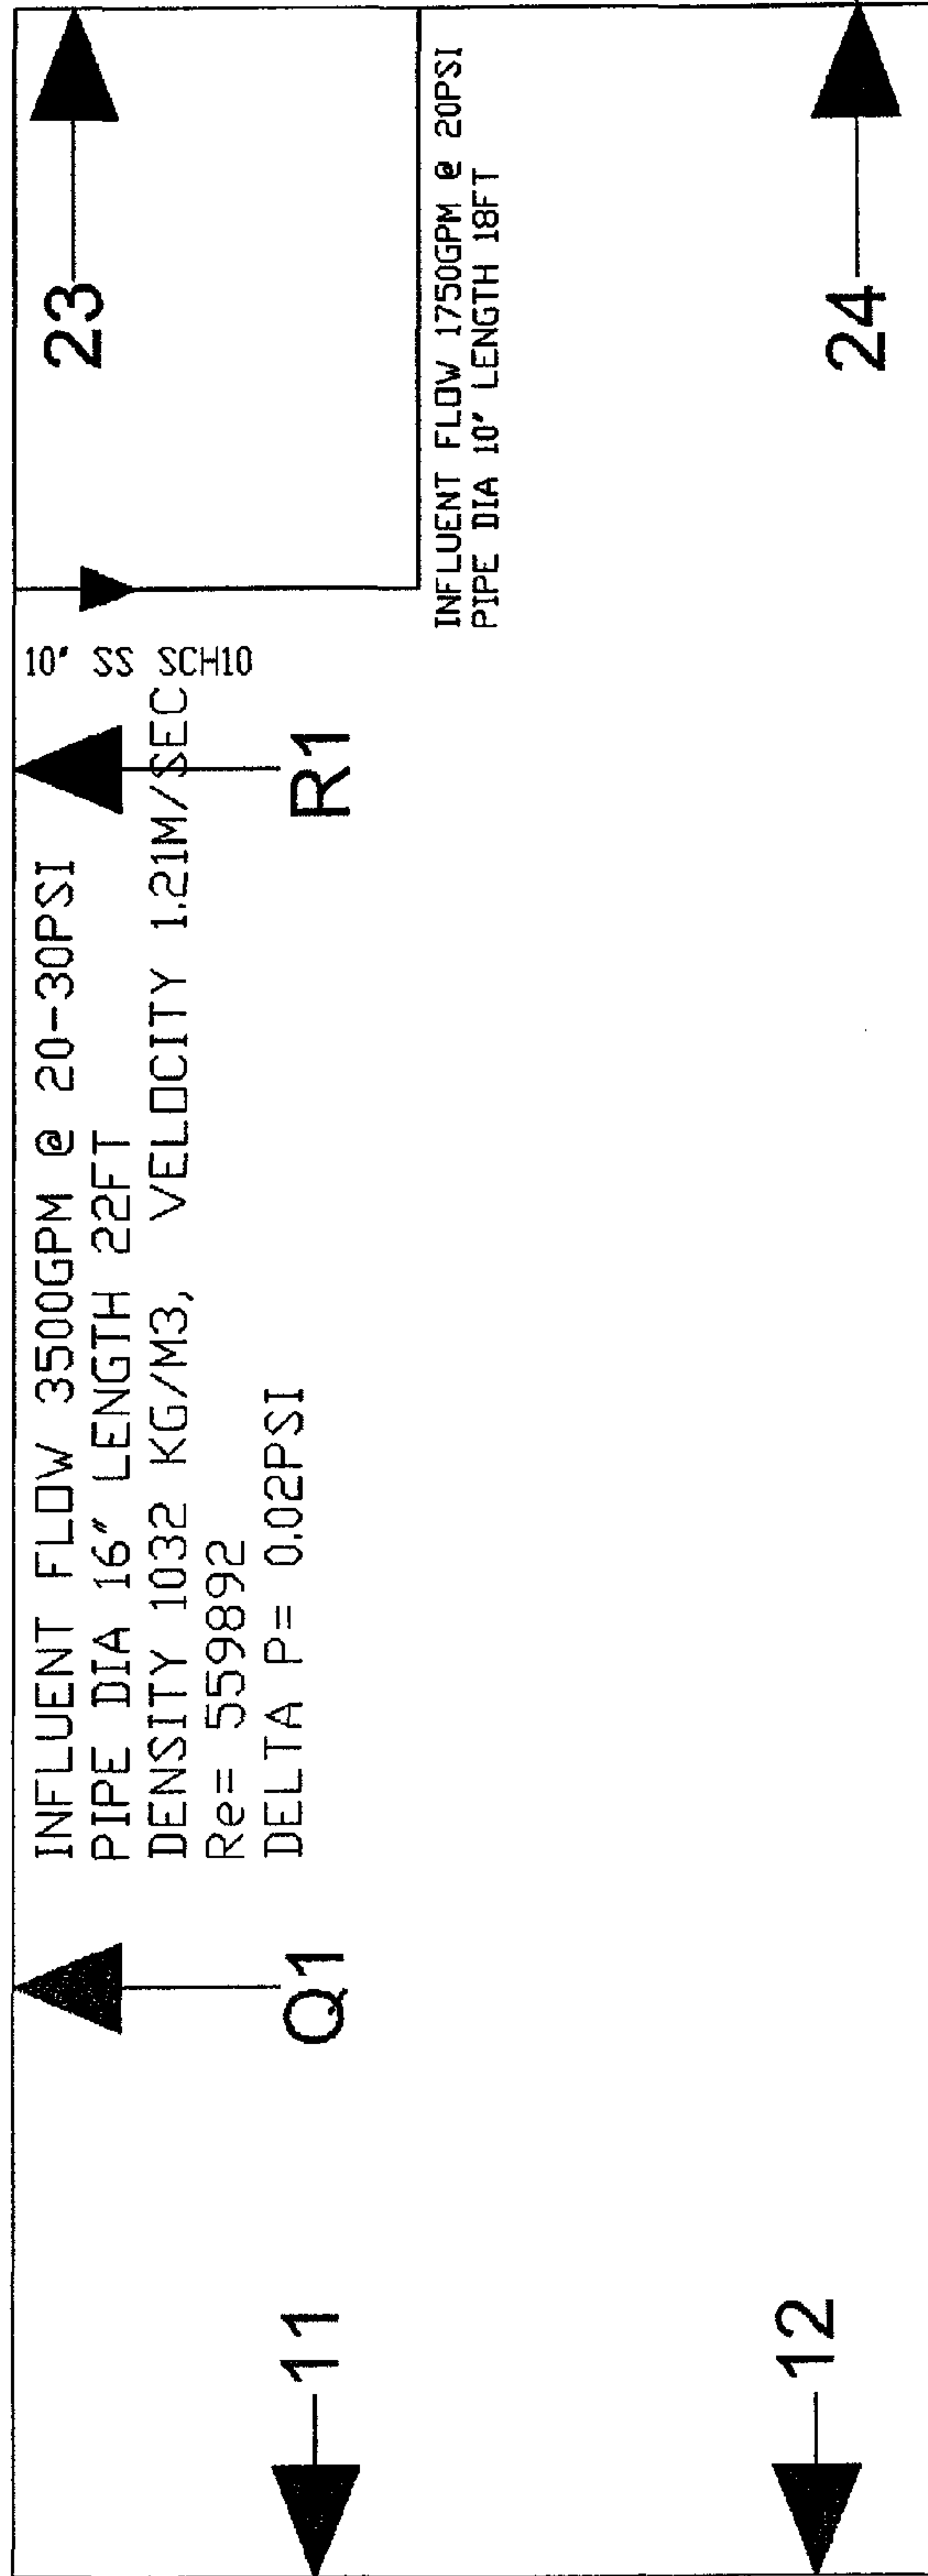 INFLUENT FLOW 3500GPM @ 20-30PSI
PIPE DIA 16" LENGTH 22FT
DENSITY 1032 KG/M3, VELOCITY 1.21M/SEC
Re= 559892
DELTA P= 0.02PSI
10" SS SCH10
INFLUENT FLOW 1750GPM @ 20PSI
PIPE DIA 10" LENGTH 18FT
Q1
R1
11
12
23
24